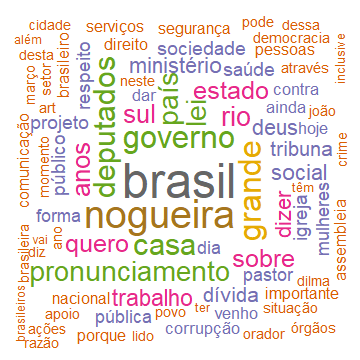 cidade serviços segurança pode dessa
além direito sociedade democracia
desta ministério pessoas
março setor brasileiro respeito neste saúde através inclusive
dar estado contra
art deputados sul país lei rio ainda joão
projeto governo deus hoje
comunicação momento público anos tribuna crime
brasil grande social
forma nogueira dizer igreja têm mulheres assembleia
vai
diz ano quero casa dia sobre
brasileira pronunciamento pastor
brasileiros nacional trabalho dívida dilma importante
ações apoio pública povo ter venho situação
razão porque lido corrupção orador órgãos